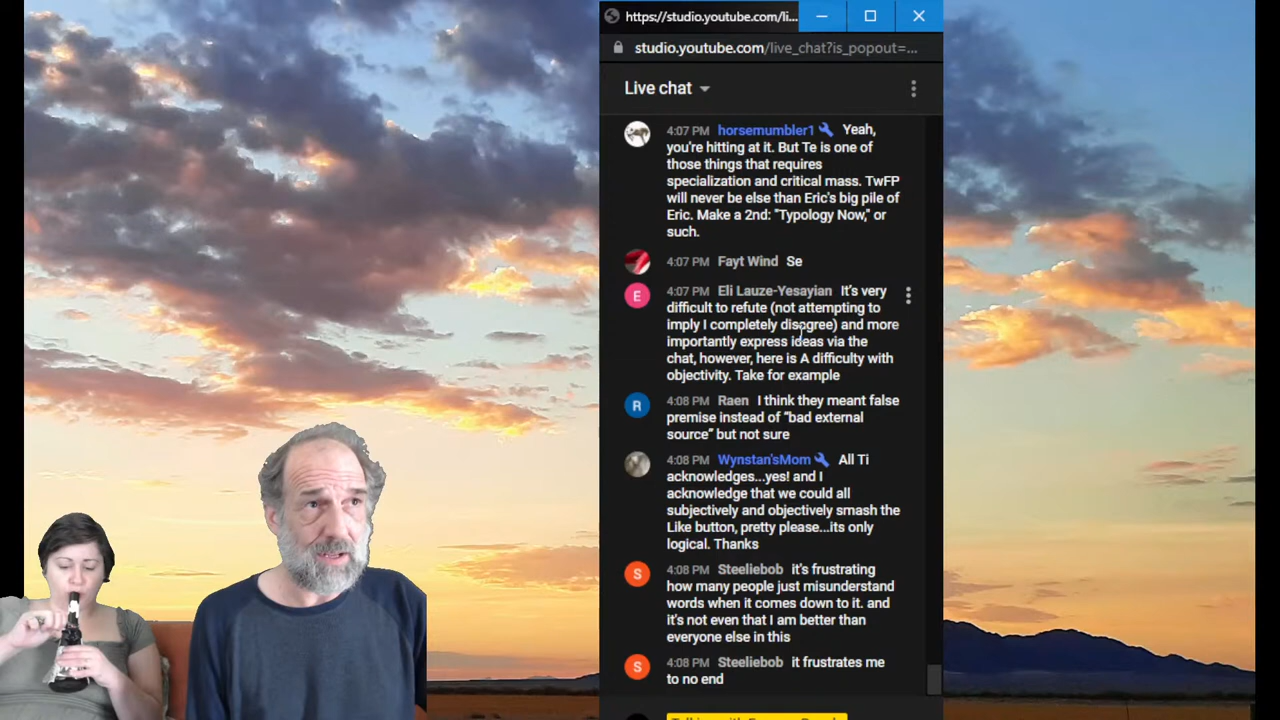 https://studio.youtube.com/li...
studio.youtube.com/live_chat?is_popout=...
Live chat
4:07 PM horsemumbler1 Yeah,
you're hitting at it. But Te is one of
those things that requires
specialization and critical mass. TwFP
will never be else than Eric's big pile of
Eric. Make a 2nd: "Typology Now," or
such.
4:07 PM Fayt Wind Se
E
4:07 PM Eli Lauze-Yesayian It's very
difficult to refute (not attempting to
imply I completely disagree) and more
importantly express ideas via the
chat, however, here is A difficulty with
objectivity. Take for example
R
4:08 PM Raen I think they meant false
premise instead of “bad external
source” but not sure
4:08 PM Wynstan'sMom All Ti
acknowledges...yes! and I
acknowledge that we could all
subjectively and objectively smash the
Like button, pretty please...its only
logical. Thanks
S
4:08 PM Steeliebob it's frustrating
how many people just misunderstand
words when it comes down to it. and
it's not even that I am better than
everyone else in this
S
4:08 PM Steeliebob it frustrates me
to no end